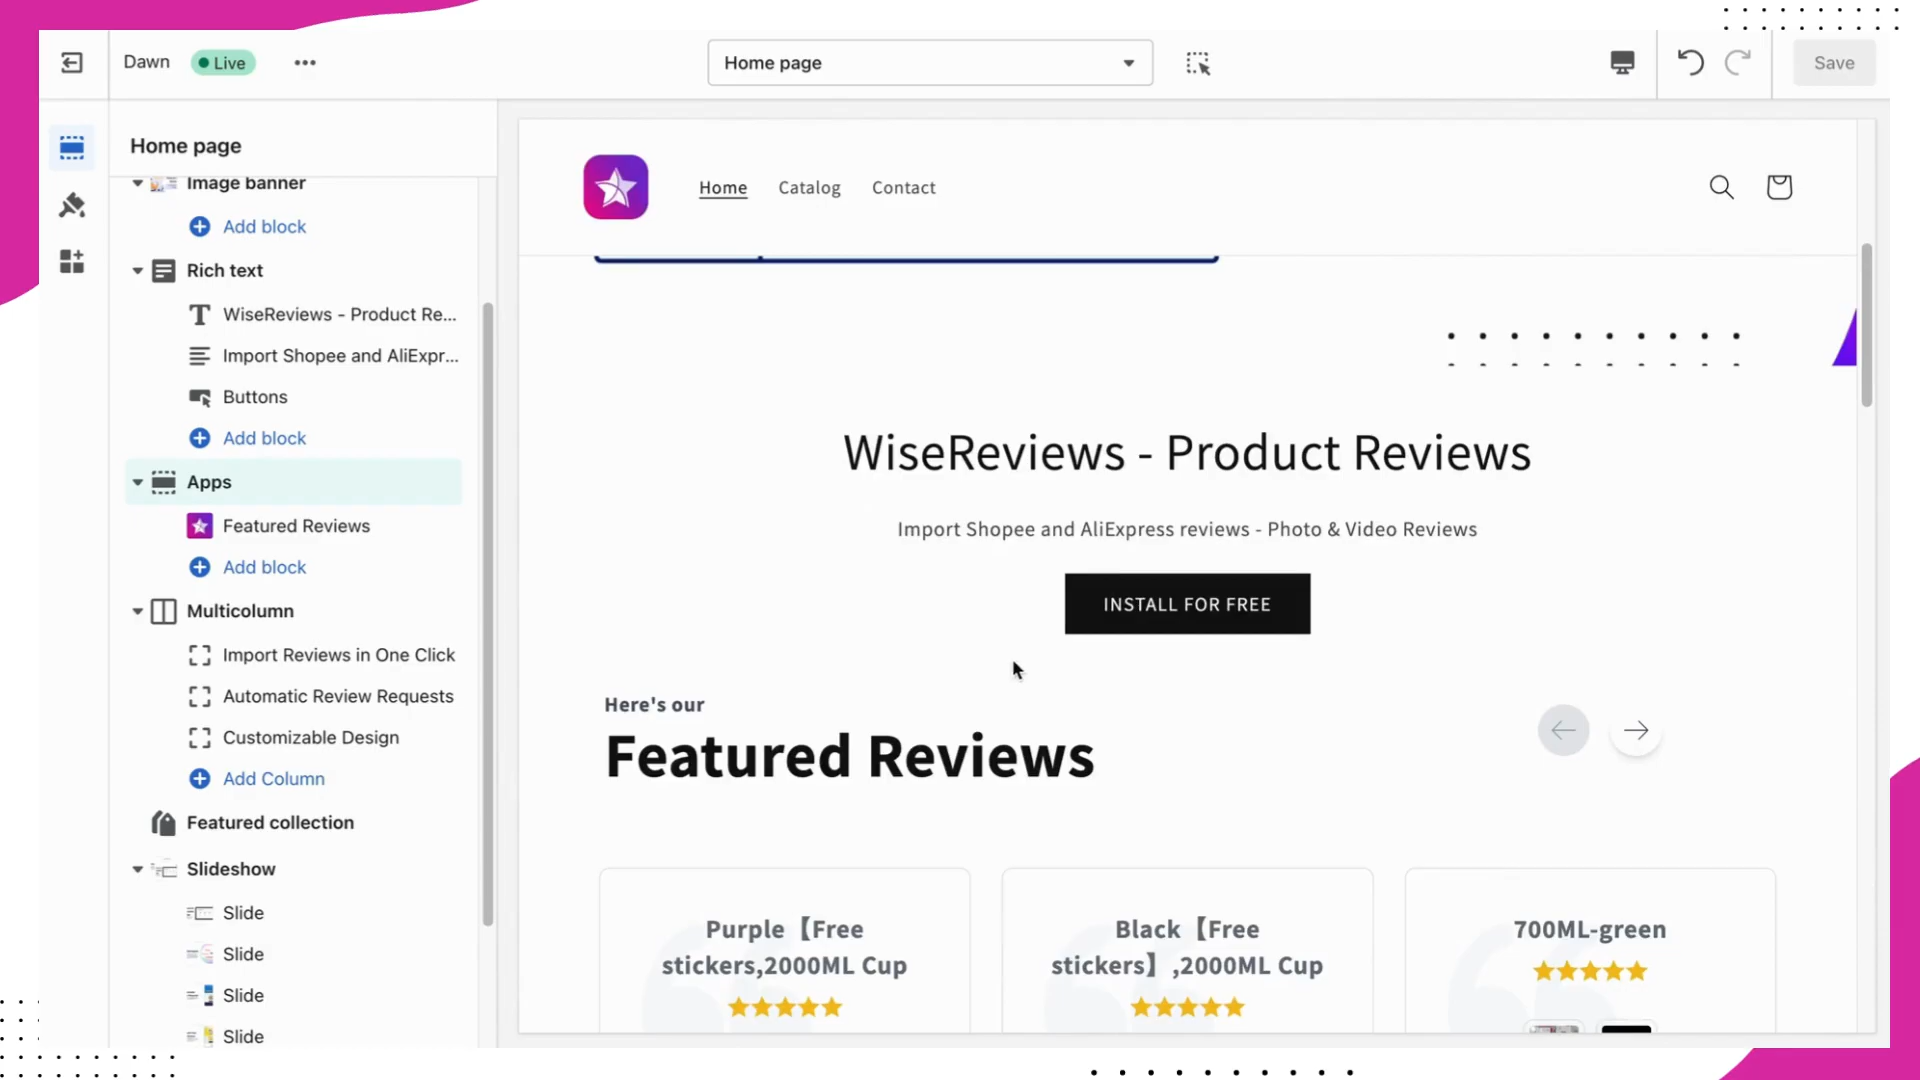 Dawn
Live
Home page
Save
Home page
Image banner
Add block
Rich text
WiseReviews - Product Re...
Import Shopee and AliExpr...
Buttons
Add block
Apps
Featured Reviews
Add block
Multicolumn
Import Reviews in One Click
Automatic Review Requests
Customizable Design
Add Column
Featured collection
Slideshow
Slide
Slide
Slide
Slide
Home
Catalog
Contact
WiseReviews - Product Reviews
Import Shopee and AliExpress reviews - Photo & Video Reviews
INSTALL FOR FREE
Here's our
Featured Reviews
Purple【Free
stickers,2000ML Cup
Black【Free
stickers】,2000ML Cup
700ML-green